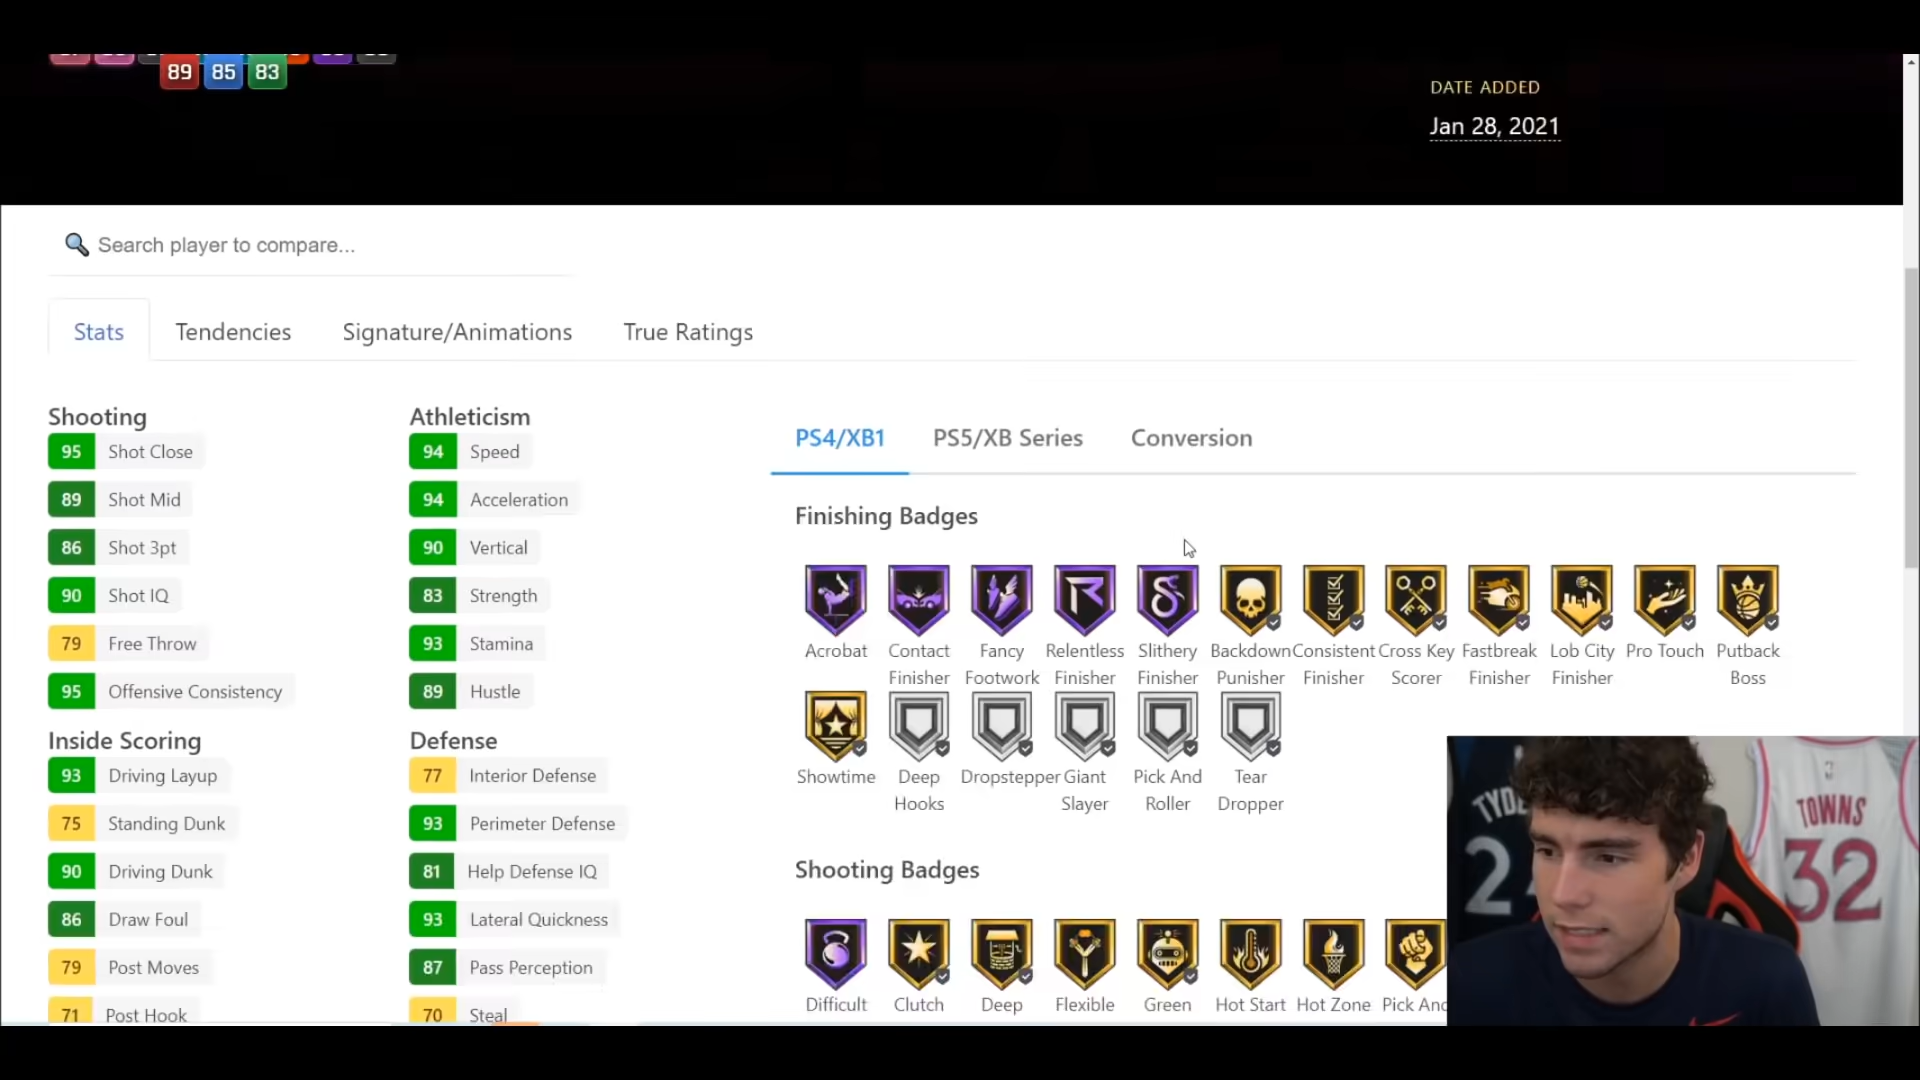 89 85 83
DATE ADDED
Jan 28, 2021
Search player to compare...
Stats Tendencies Signature/Animations True Ratings
Shooting
95 Shot Close
89 Shot Mid
86 Shot 3pt
90 Shot IQ
79 Free Throw
95 Offensive Consistency
Inside Scoring
93 Driving Layup
75 Standing Dunk
90 Driving Dunk
86 Draw Foul
79 Post Moves
71 Post Hook
Athleticism
94 Speed
94 Acceleration
90 Vertical
83 Strength
93 Stamina
89 Hustle
Defense
77 Interior Defense
93 Perimeter Defense
81 Help Defense IQ
93 Lateral Quickness
87 Pass Perception
70 Steal
PS4/XB1 PS5/XB Series Conversion
Finishing Badges
Acrobat Contact Fancy Relentless Slithery Backdown Consistent Cross Key Fastbreak Lob City Pro Touch Putback
Finisher Footwork Finisher Finisher Punisher Finisher Scorer Finisher Finisher Boss
Showtime Deep Dropstepper Giant Pick And Tear
Hooks Slayer Roller Dropper
Shooting Badges
Difficult Clutch Deep Flexible Green Hot Start Hot Zone Pick And
2
TOWNS
32